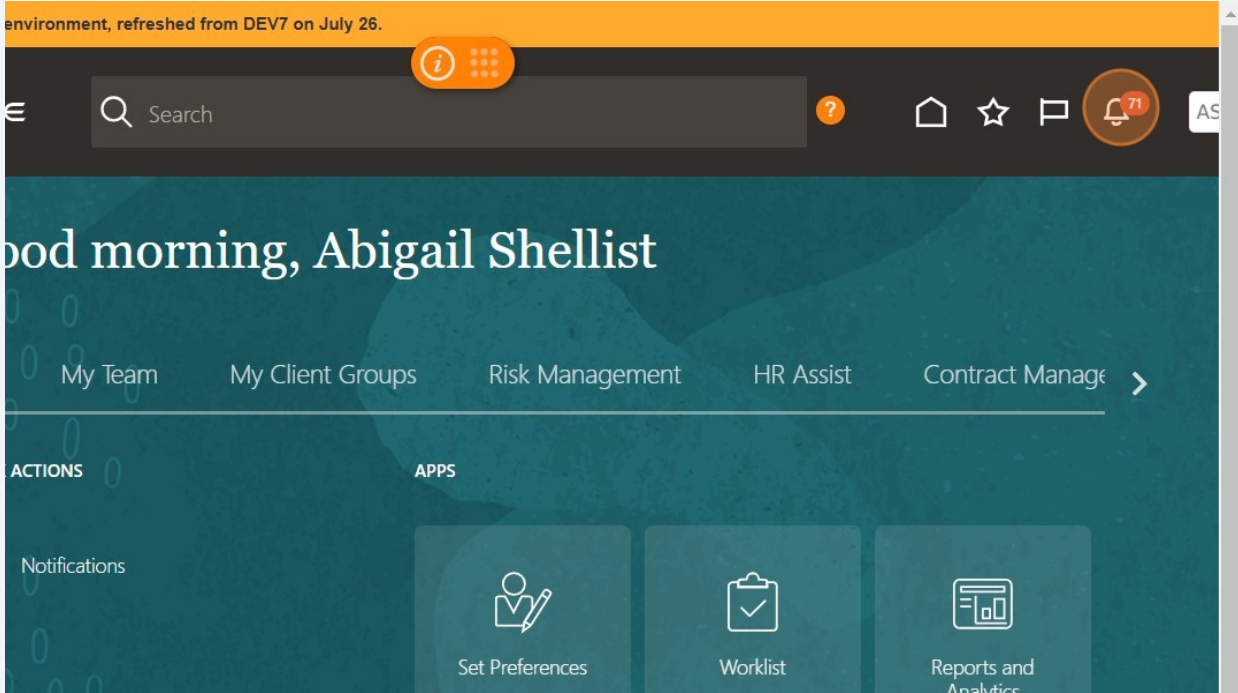 environment, refreshed from DEV7 on July 26.
i
E
Search
?
71
AS
ood morning, Abigail Shellist
My Team
My Client Groups
Risk Management
HR Assist
Contract Manage
ACTIONS
APPS
Notifications
Set Preferences
Worklist
Reports and
Analytics